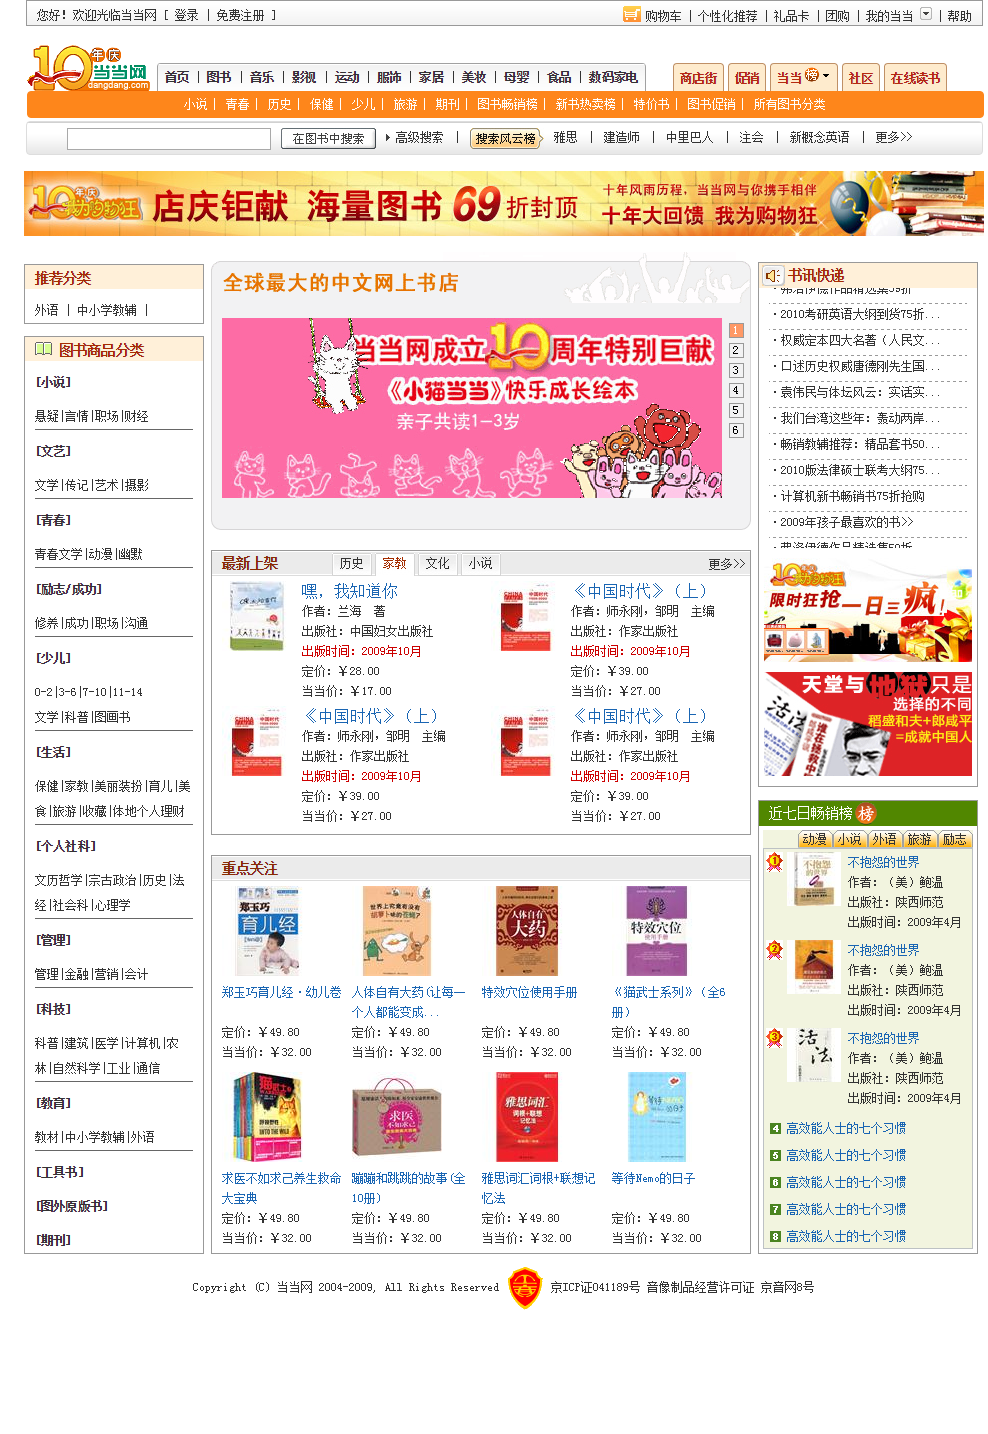 您好！欢迎光临当当网 [ 登录 | 免费注册 ]
购物车 | 个性化推荐 | 礼品卡 | 团购 | 我的当当 | 帮助
10年庆 当当网 dangdang.com
首页 | 图书 | 音乐 | 影视 | 运动 | 服饰 | 家居 | 美妆 | 母婴 | 食品 | 数码家电
商店街 促销 当当榜 社区 在线读书
小说 | 青春 | 历史 | 保健 | 少儿 | 旅游 | 期刊 | 图书畅销榜 | 新书热卖榜 | 特价书 | 图书促销 | 所有图书分类
在图书中搜索 高级搜索 | 搜索风云榜 雅思 | 建造师 | 中里巴人 | 注会 | 新概念英语 | 更多>>
店庆钜献 海量图书69折封顶
十年风雨历程，当当网与你携手相伴
十年大回馈 我为购物狂
推荐分类
外语 | 中小学教辅 |
图书商品分类
[小说]
悬疑|言情|职场|财经
[文艺]
文学|传记|艺术|摄影
[青春]
青春文学|动漫|幽默
[励志/成功]
修养|成功|职场|沟通
[少儿]
0-2|3-6|7-10|11-14
文学|科普|图画书
[生活]
保健|家教|美丽装扮|育儿|美
食|旅游|收藏|体地个人理财
[个人社科]
文历哲学|宗古政治|历史|法
经|社会科|心理学
[管理]
管理|金融|营销|会计
[科技]
科普|建筑|医学|计算机|农
林|自然科学|工业|通信
[教育]
教材|中小学教辅|外语
[工具书]
[图外原版书]
[期刊]
全球最大的中文网上书店
当当网成立10周年特别巨献
《小猫当当》快乐成长绘本
亲子共读1-3岁
1
2
3
4
5
6
最新上架 历史 家教 文化 小说 更多>>
嘿，我知道你
作者：兰海 著
出版社：中国妇女出版社
出版时间：2009年10月
定价：￥28.00
当当价：￥17.00
《中国时代》（上）
作者：师永刚，邹明 主编
出版社：作家出版社
出版时间：2009年10月
定价：￥39.00
当当价：￥27.00
《中国时代》（上）
作者：师永刚，邹明 主编
出版社：作家出版社
出版时间：2009年10月
定价：￥39.00
当当价：￥27.00
《中国时代》（上）
作者：师永刚，邹明 主编
出版社：作家出版社
出版时间：2009年10月
定价：￥39.00
当当价：￥27.00
重点关注
郑玉巧育儿经·幼儿卷
定价：￥49.80
当当价：￥32.00
人体自有大药(让每一
个人都能变成...
定价：￥49.80
当当价：￥32.00
特效穴位使用手册
定价：￥49.80
当当价：￥32.00
《猫武士系列》（全6
册）
定价：￥49.80
当当价：￥32.00
求医不如求己养生救命
大宝典
定价：￥49.80
当当价：￥32.00
蹦蹦和跳跳的故事(全
10册)
定价：￥49.80
当当价：￥32.00
雅思词汇词根+联想记
忆法
定价：￥49.80
当当价：￥32.00
等待Nemo的日子
定价：￥49.80
当当价：￥32.00
书讯快递
·弗洛伊德作品精选集59折
·2010考研英语大纲到货75折...
·权威定本四大名著（人民文...
·口述历史权威唐德刚先生国...
·袁伟民与体坛风云：实话实...
·我们台湾这些年：轰动两岸...
·畅销教辅推荐：精品套书50...
·2010版法律硕士联考大纲75...
·计算机新书畅销书75折抢购
·2009年孩子最喜欢的书>>
·弗洛伊德作品精选集59折
限时狂抢 一日三疯！
天堂与地狱只是
选择的不同
稻盛和夫+郎咸平
=成就中国人
近七日畅销榜 榜
动漫 小说 外语 旅游 励志
1
不抱怨的世界
作者：（美）鲍温
出版社：陕西师范
出版时间：2009年4月
2
不抱怨的世界
作者：（美）鲍温
出版社：陕西师范
出版时间：2009年4月
3
不抱怨的世界
作者：（美）鲍温
出版社：陕西师范
出版时间：2009年4月
4 高效能人士的七个习惯
5 高效能人士的七个习惯
6 高效能人士的七个习惯
7 高效能人士的七个习惯
8 高效能人士的七个习惯
Copyright (C) 当当网 2004-2009, All Rights Reserved 京ICP证041189号 音像制品经营许可证 京音网8号